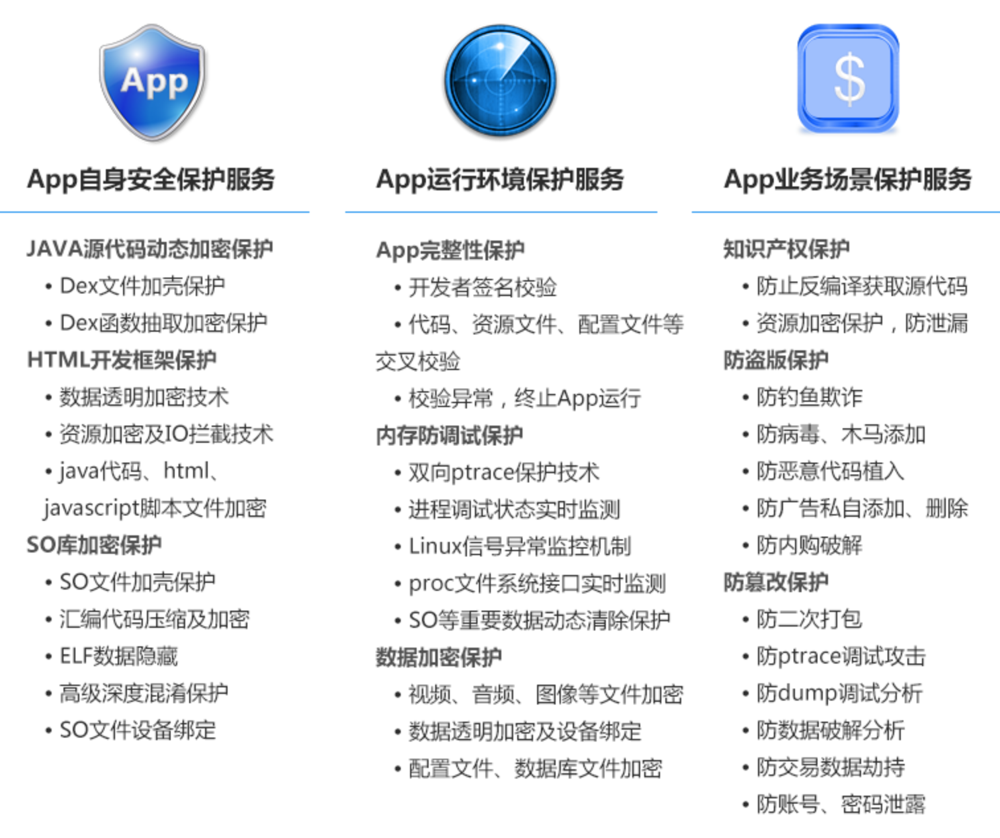 App
App自身安全保护服务
JAVA源代码动态加密保护
• Dex文件加壳保护
• Dex函数抽取加密保护
HTML开发框架保护
• 数据透明加密技术
• 资源加密及IO拦截技术
• java代码、html、
javascript脚本文件加密
SO库加密保护
• SO文件加壳保护
• 汇编代码压缩及加密
• ELF数据隐藏
• 高级深度混淆保护
• SO文件设备绑定
App运行环境保护服务
App完整性保护
• 开发者签名校验
• 代码、资源文件、配置文件等
交叉校验
• 校验异常，终止App运行
内存防调试保护
• 双向ptrace保护技术
• 进程调试状态实时监测
• Linux信号异常监控机制
• proc文件系统接口实时监测
• SO等重要数据动态清除保护
数据加密保护
• 视频、音频、图像等文件加密
• 数据透明加密及设备绑定
• 配置文件、数据库文件加密
$
App业务场景保护服务
知识产权保护
• 防止反编译获取源代码
• 资源加密保护，防泄漏
防盗版保护
• 防钓鱼欺诈
• 防病毒、木马添加
• 防恶意代码植入
• 防广告私自添加、删除
• 防内购破解
防篡改保护
• 防二次打包
• 防ptrace调试攻击
• 防dump调试分析
• 防数据破解分析
• 防交易数据劫持
• 防账号、密码泄露